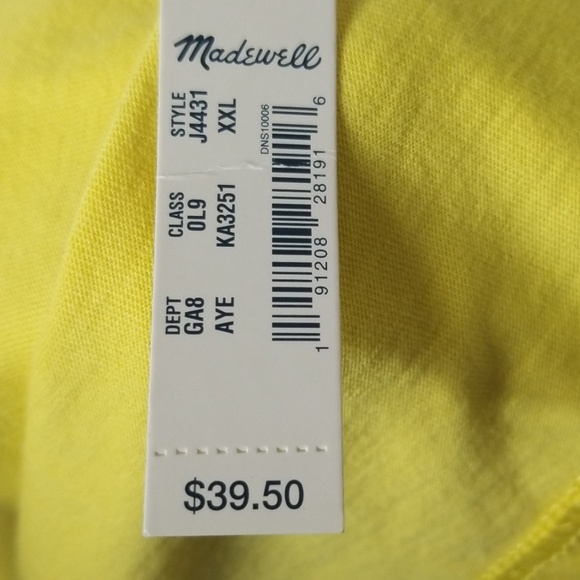 Madewell
STYLE
J4431
XXL
CLASS
0L9
KA3251
DEPT
GA8
AYE
DNS10006
1 91208 28191 6
$39.50